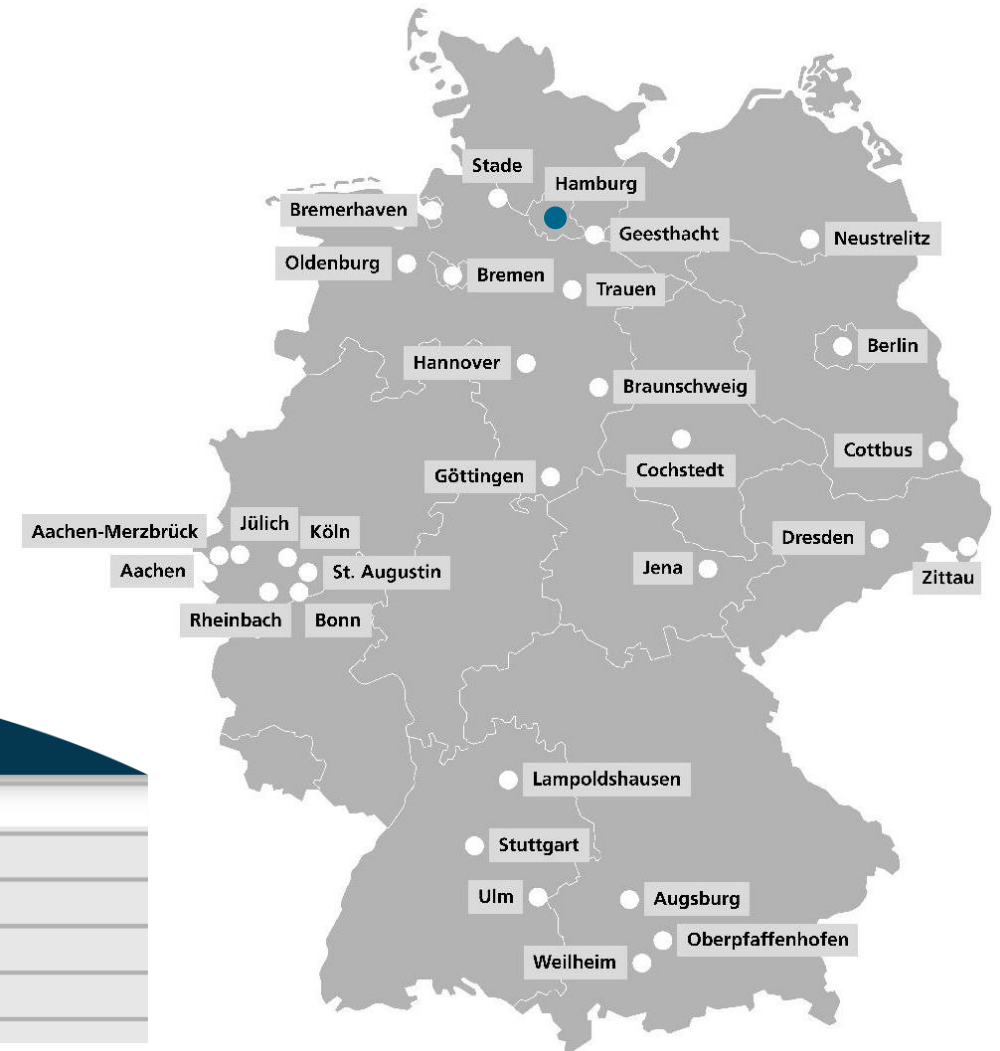 Stade
Hamburg
Bremerhaven
Geesthacht
Neustrelitz
Oldenburg
Bremen
Trauen
Berlin
Hannover
Braunschweig
Cottbus
Cochstedt
Göttingen
Jülich
Köln
Aachen-Merzbrück
Dresden
Aachen
St. Augustin
Jena
Zittau
Rheinbach
Bonn
Lampoldshausen
Stuttgart
Ulm
Augsburg
Oberpfaffenhofen
Weilheim